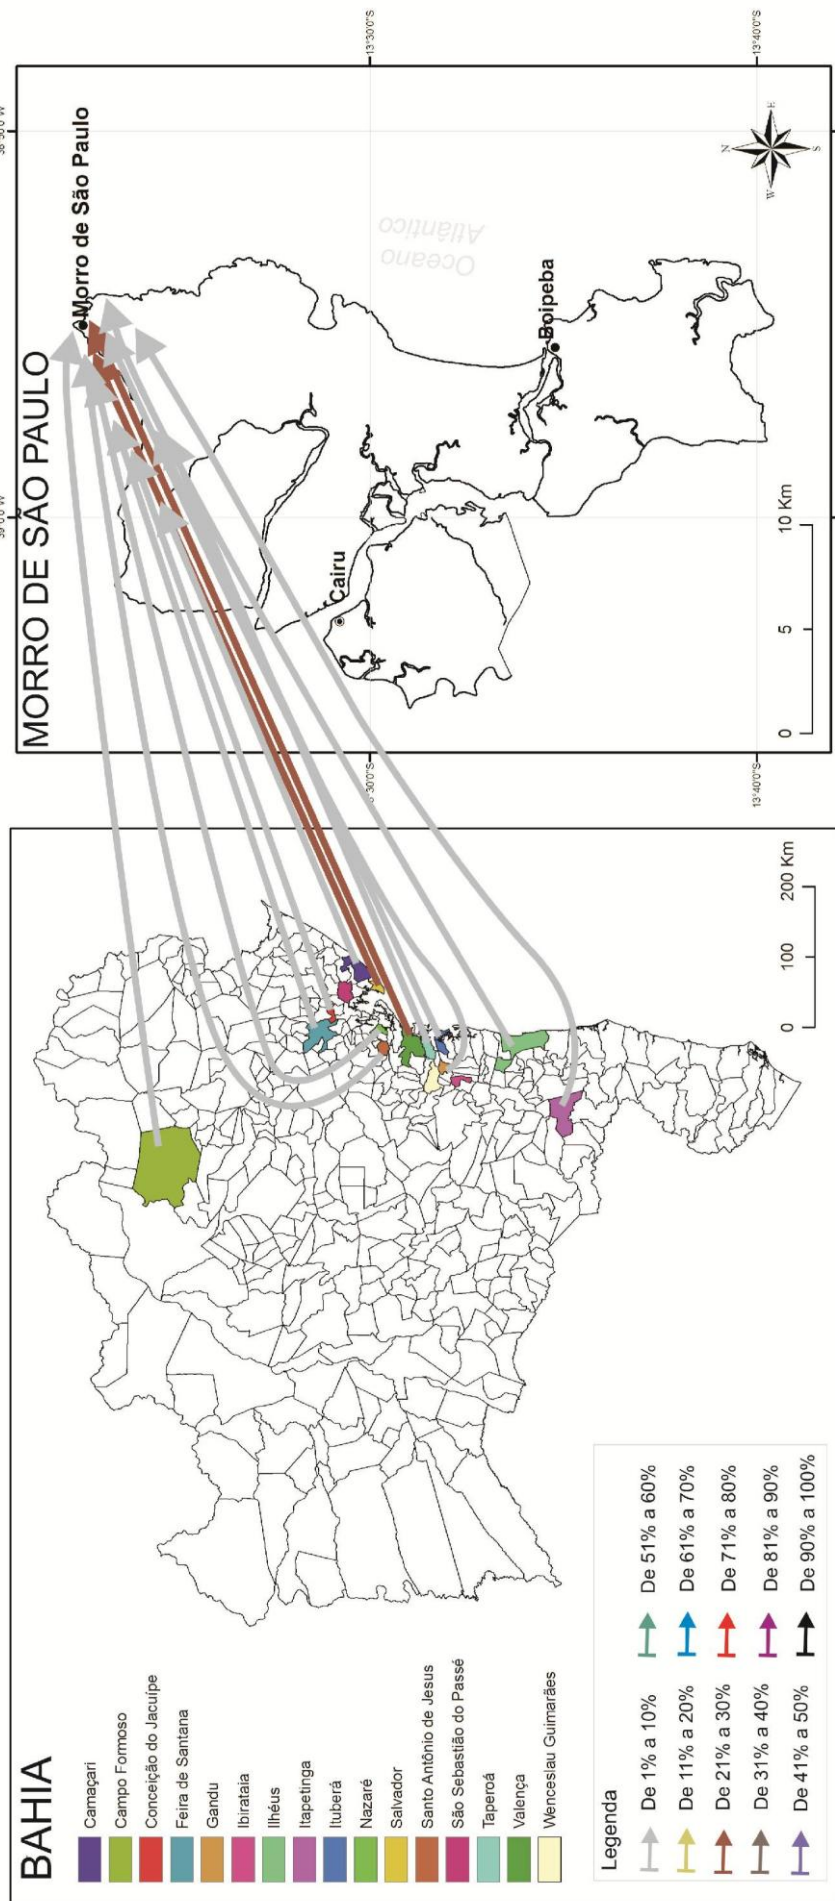 BAHIA
Camaçari
Campo Formoso
Conceição do Jacuípe
Feira de Santana
Gandu
Ibirataia
Ilhéus
Itapetinga
Ituberá
Nazaré
Salvador
Santo Antônio de Jesus
São Sebastião do Passé
Taperoá
Valença
Wenceslau Guimarães
Legenda
De 1% a 10%
De 11% a 20%
De 21% a 30%
De 31% a 40%
De 41% a 50%
De 51% a 60%
De 61% a 70%
De 71% a 80%
De 81% a 90%
De 90% a 100%
0 100 200 Km
MORRO DE SÃO PAULO
Morro de São Paulo
Oceano
Atlântico
Boipeba
Cairu
13°30'0"S
13°40'0"S
13°40'0"S
0 5 10 Km
N
E
S
W